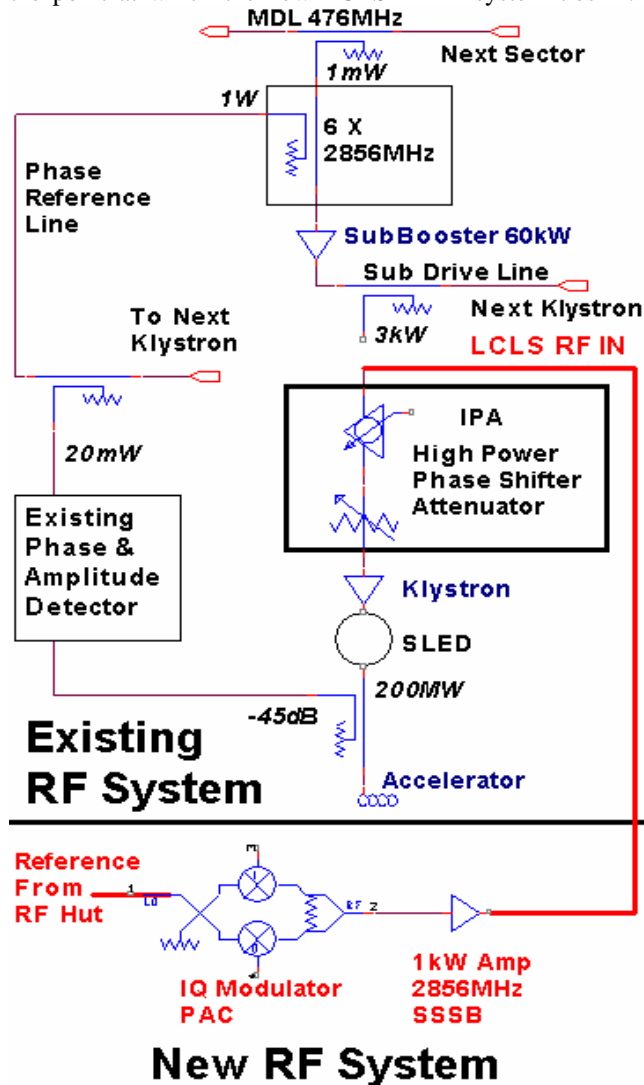 MDL 476MHz
Next Sector
1mW
1W
6 X
2856MHz
Phase
Reference
Line
SubBooster 60kW
Sub Drive Line
Next Klystron
3kW
To Next
Klystron
LCLS RF IN
20mW
IPA
High Power
Phase Shifter
Attenuator
Existing
Phase &
Amplitude
Detector
Klystron
SLED
200MW
-45dB
Existing
RF System
Accelerator
Reference
From
RF Hut
1
RF 2
IQ Modulator
PAC
1kW Amp
2856MHz
SSSB
New RF System